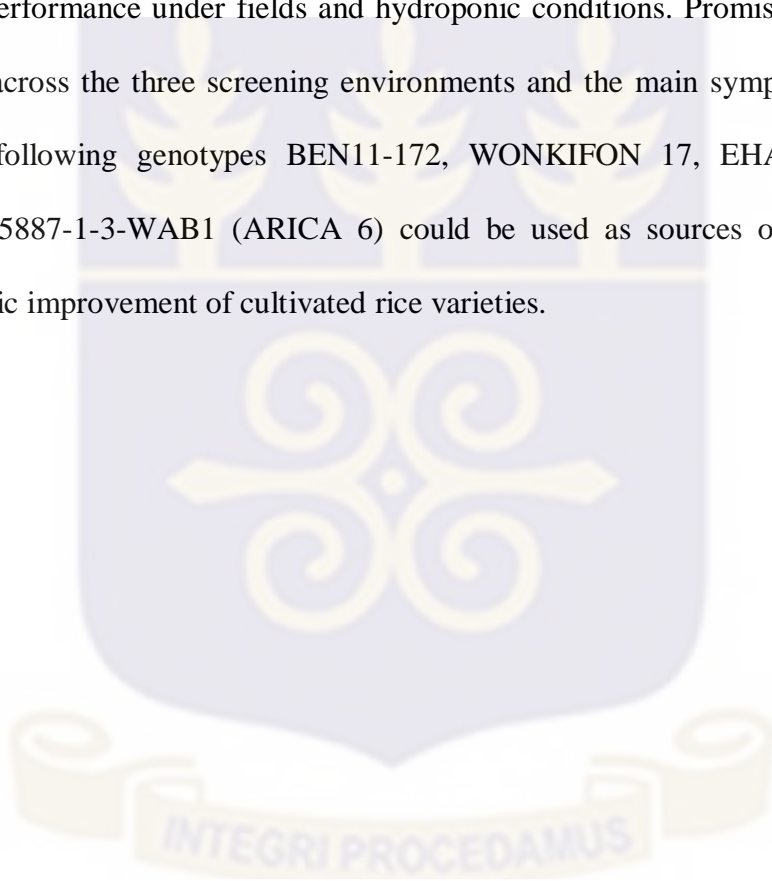 erformance under fields and hydroponic conditions. Promis
across the three screening environments and the main symp
following genotypes BEN11-172, WONKIFON 17, EHA
5887-1-3-WAB1 (ARICA 6) could be used as sources o
ic improvement of cultivated rice varieties.
INTEGRI PROCEDAMUS